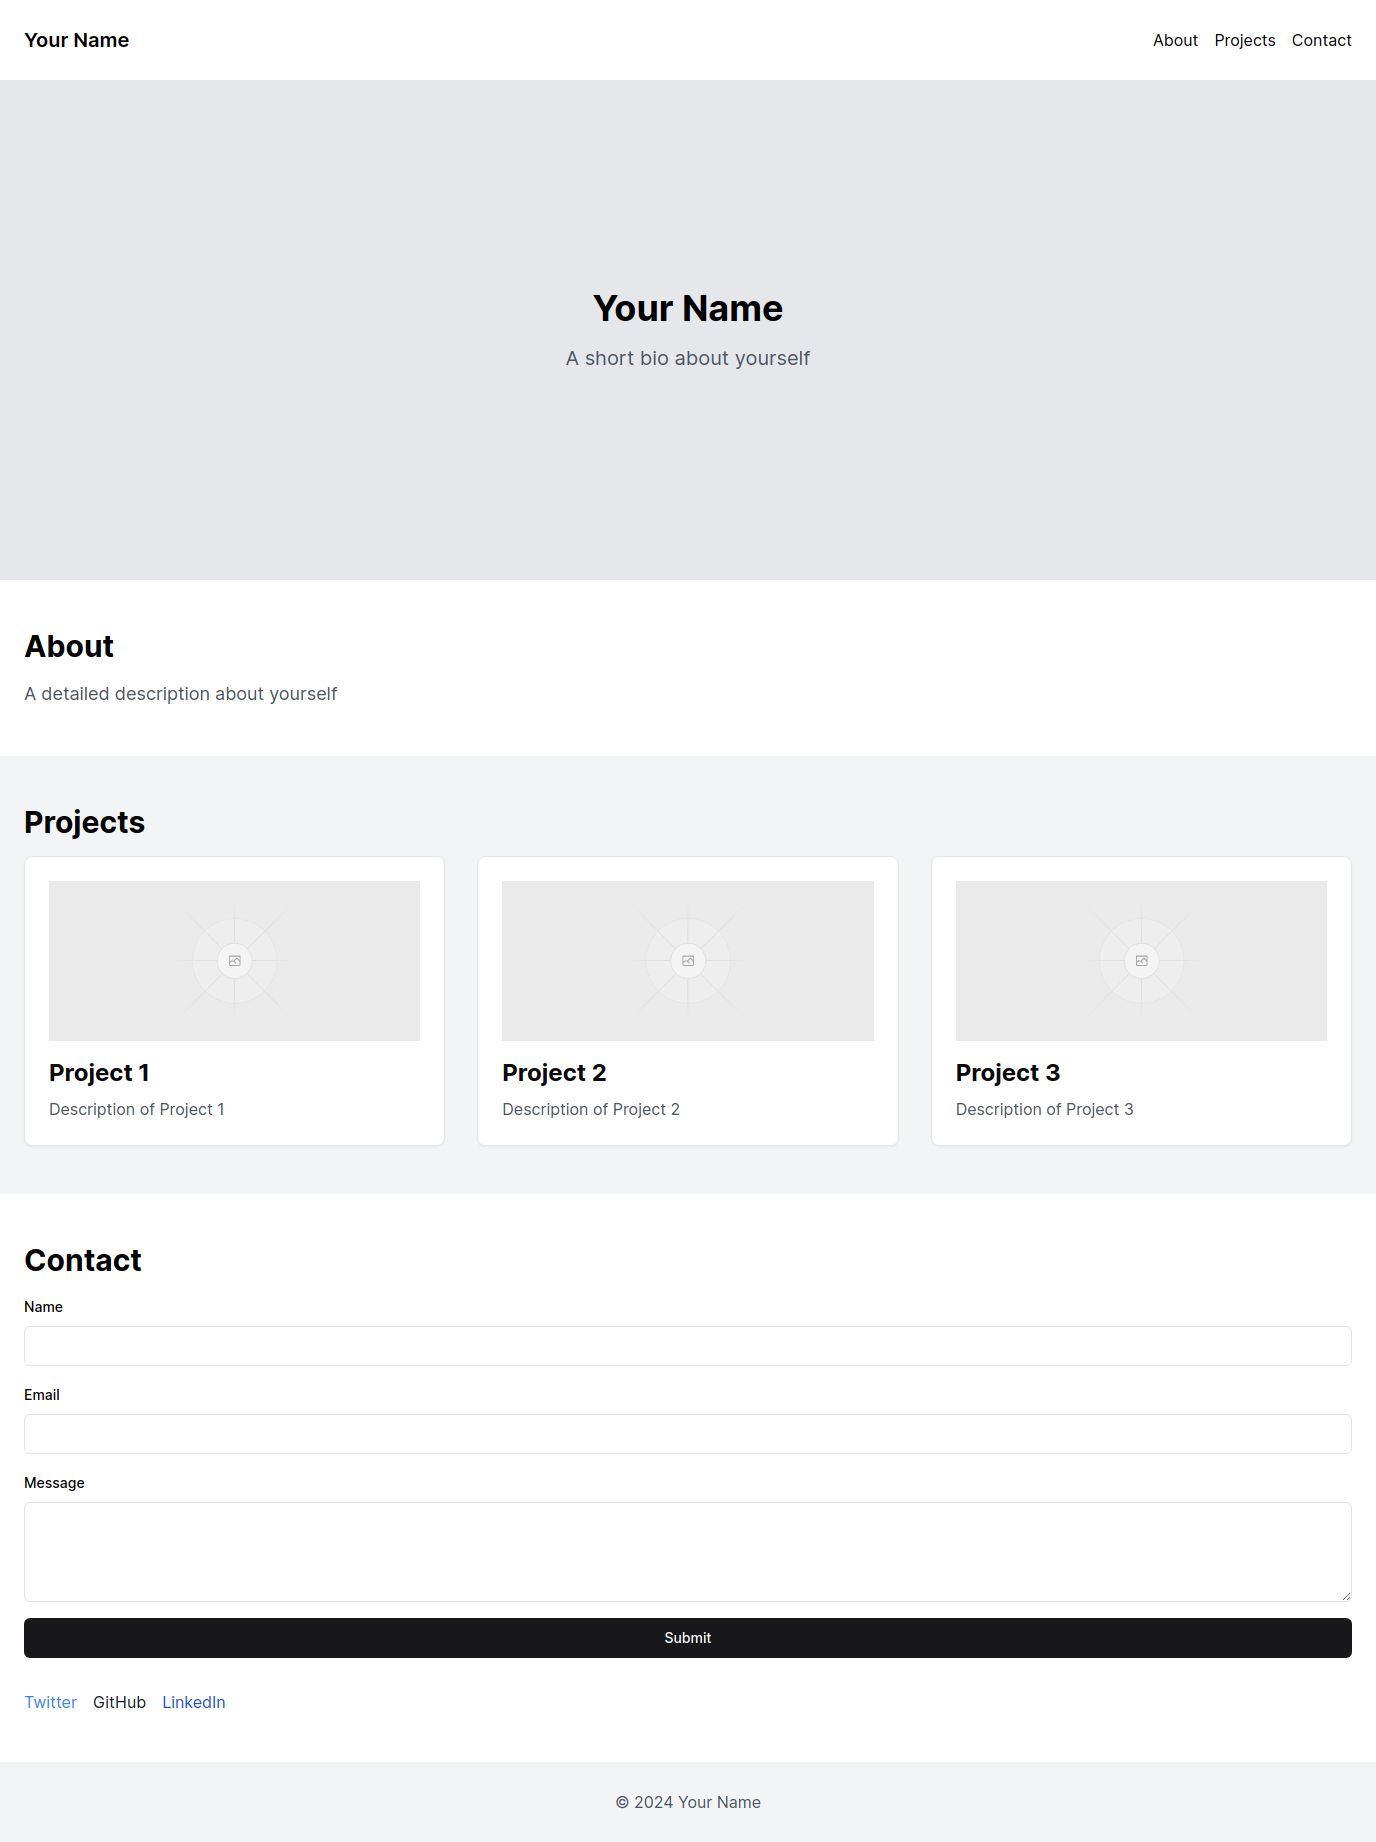 Your Name
About Projects Contact
Your Name
A short bio about yourself
About
A detailed description about yourself
Projects
Project 1
Description of Project 1
Project 2
Description of Project 2
Project 3
Description of Project 3
Contact
Name
Email
Message
Submit
Twitter GitHub LinkedIn
© 2024 Your Name